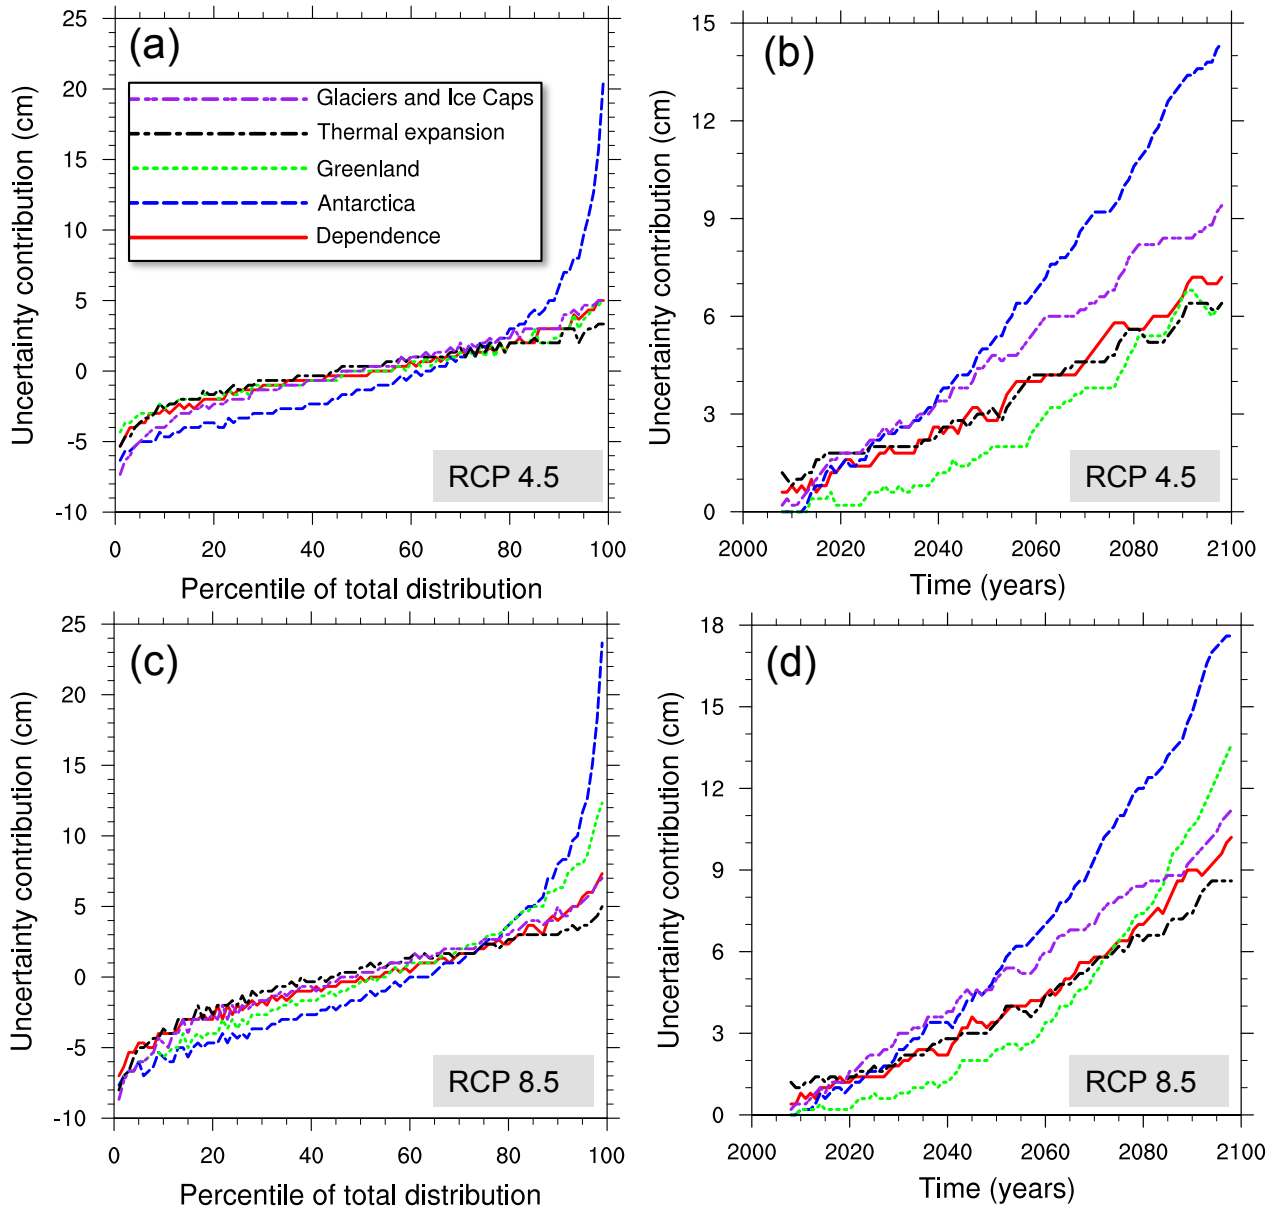 (a)
Uncertainty contribution (cm)
25
20
15
10
5
0
-5
-10
Glaciers and Ice Caps
Thermal expansion
Greenland
Antarctica
Dependence
RCP 4.5
0 20 40 60 80 100
Percentile of total distribution
(b)
Uncertainty contribution (cm)
15
12
9
6
3
0
RCP 4.5
2000 2020 2040 2060 2080 2100
Time (years)
(c)
Uncertainty contribution (cm)
25
20
15
10
5
0
-5
-10
RCP 8.5
0 20 40 60 80 100
Percentile of total distribution
(d)
Uncertainty contribution (cm)
18
15
12
9
6
3
0
RCP 8.5
2000 2020 2040 2060 2080 2100
Time (years)